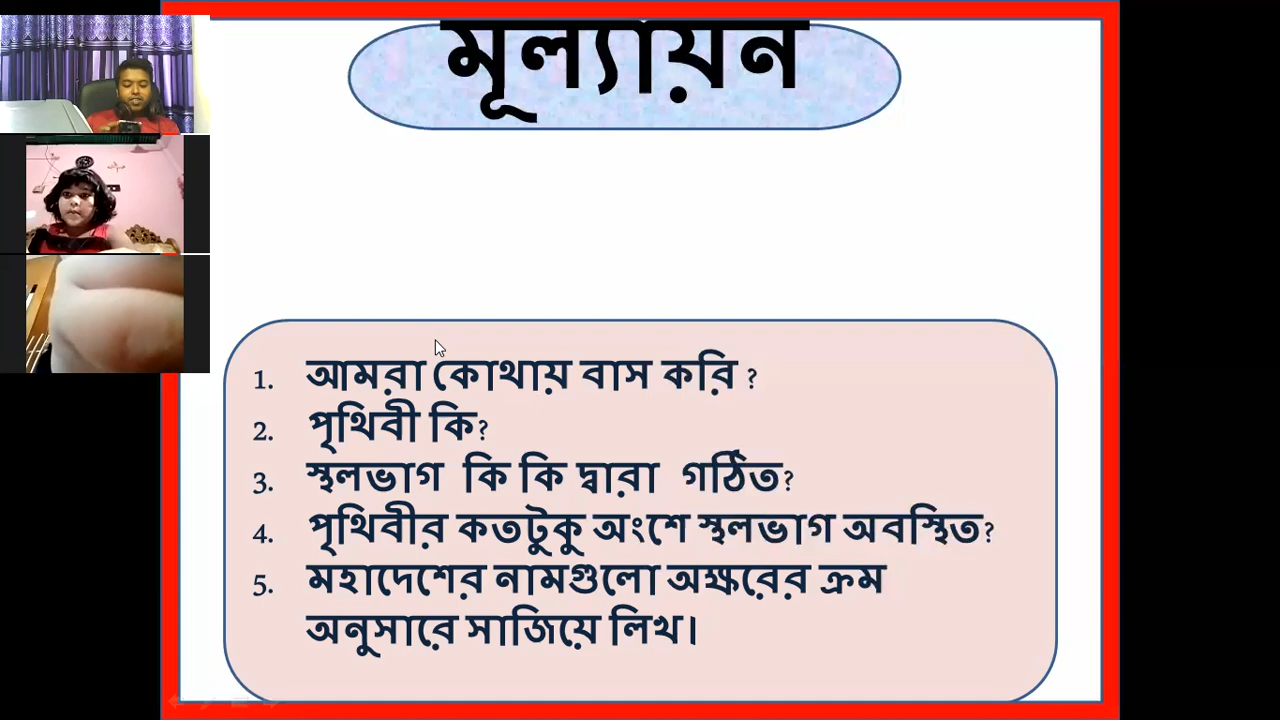 মূল্যায়ন
1. আমরা কোথায় বাস করি ?
2. পৃথিবী কি?
3. স্থলভাগ কি কি দ্বারা গঠিত?
4. পৃথিবীর কতটুকু অংশে স্থলভাগ অবস্থিত?
5. মহাদেশের নামগুলো অক্ষরের ক্রম
অনুসারে সাজিয়ে লিখ।